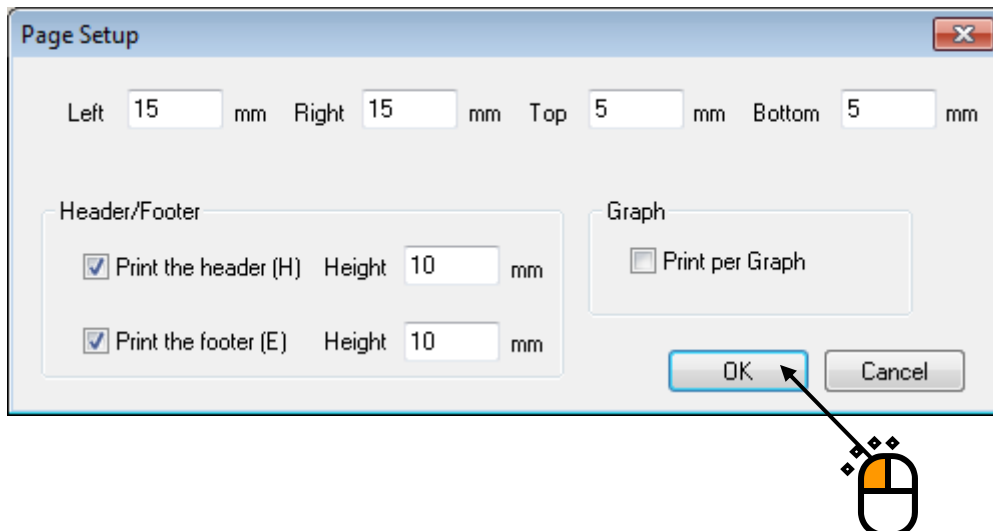 Page Setup
Left 15 mm Right 15 mm Top 5 mm Bottom 5 mm
Header/Footer
Graph
Print the header (H) Height 10 mm
Print per Graph
Print the footer (E) Height 10 mm
OK Cancel